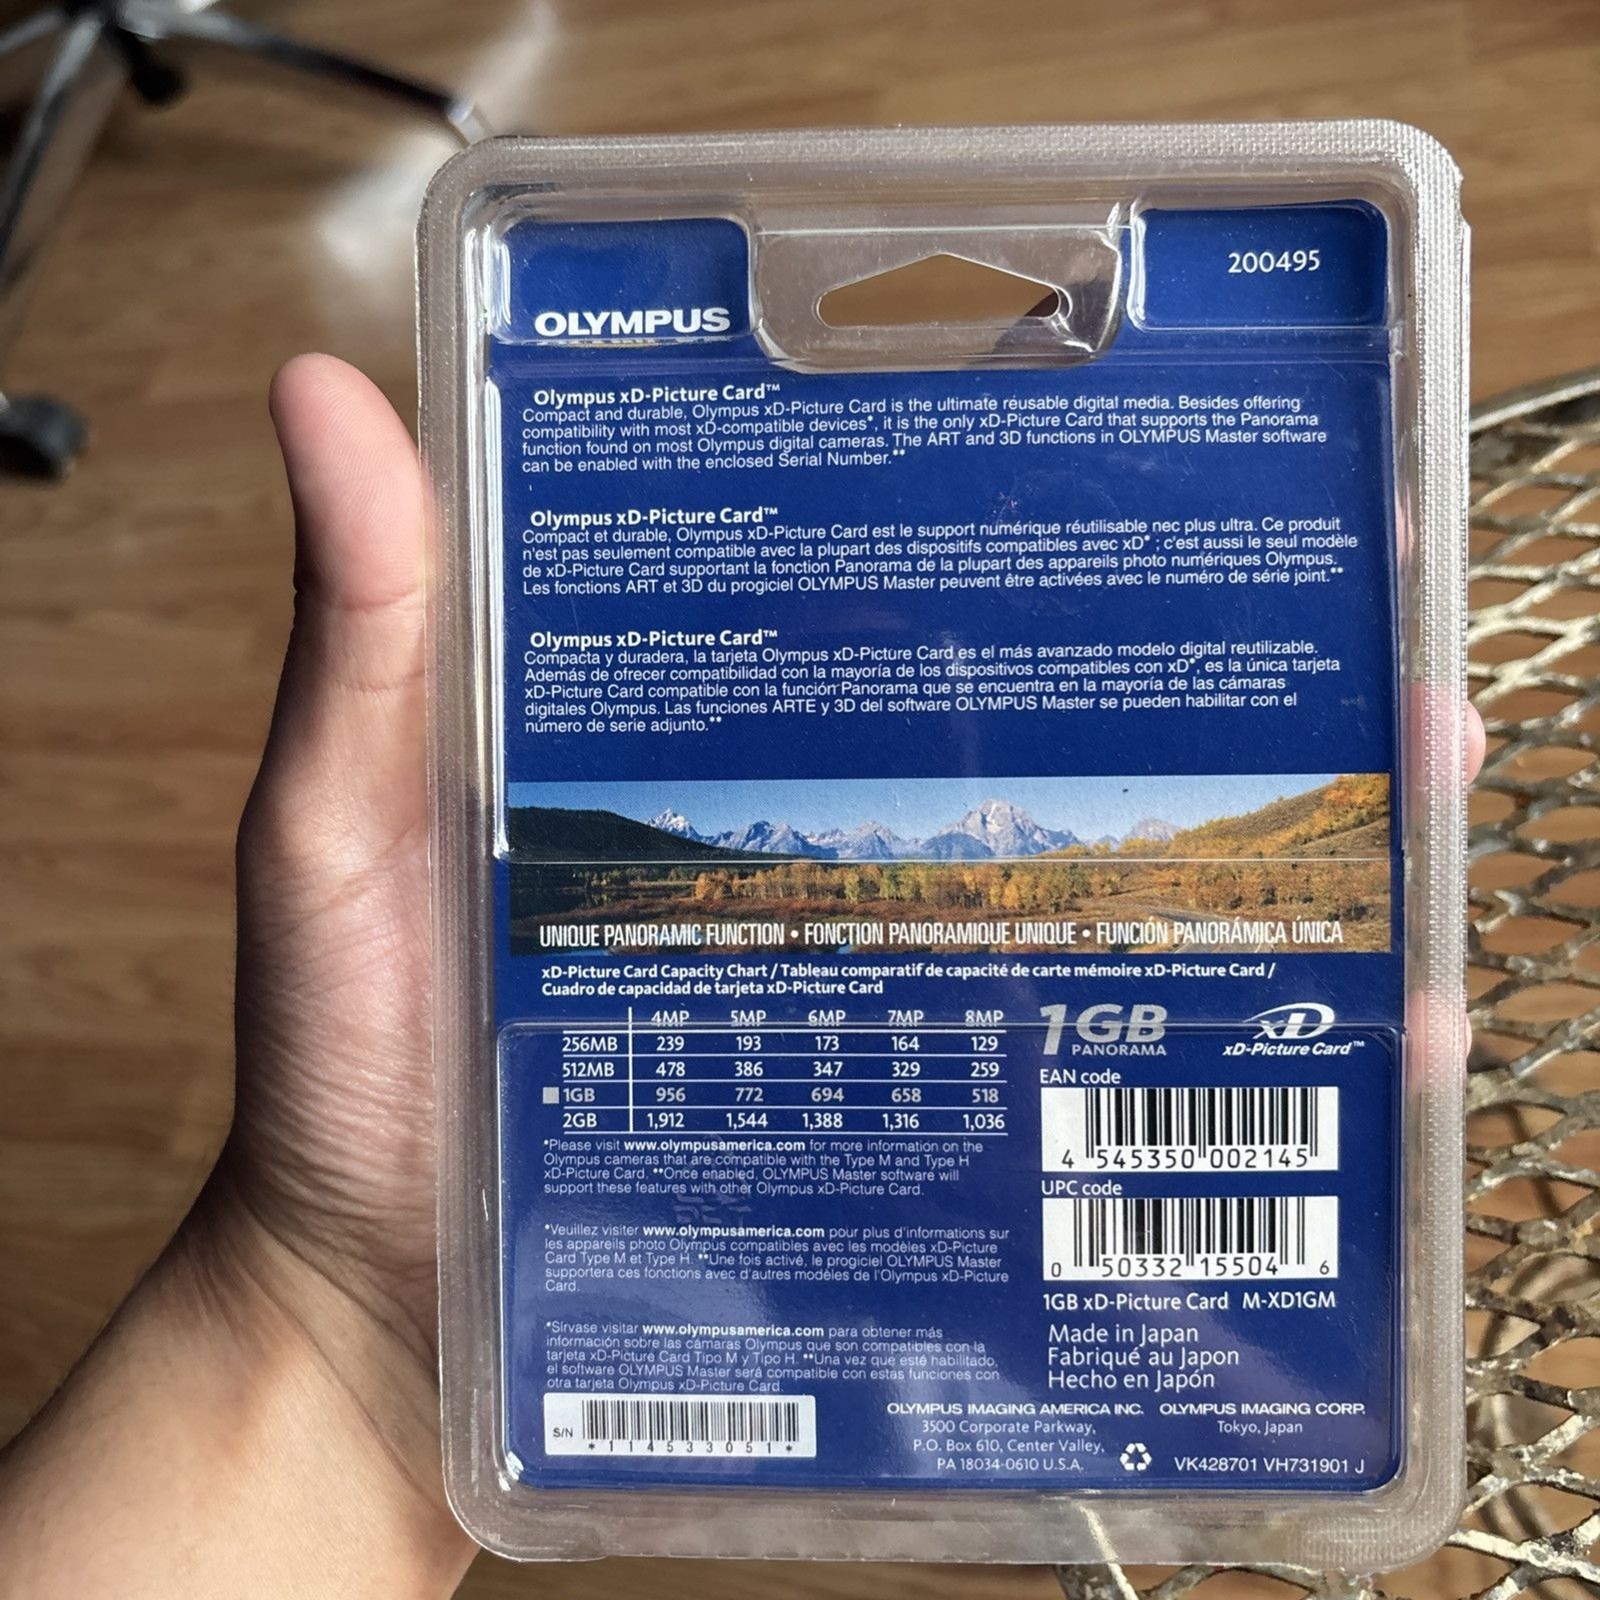 200495
OLYMPUS
Olympus xD-Picture Card™
Compact and durable, Olympus xD-Picture Card is the ultimate reusable digital media. Besides offering
compatibility with most xD-compatible devices*, it is the only xD-Picture Card that supports the Panorama
function found on most Olympus digital cameras. The ART and 3D functions in OLYMPUS Master software
can be enabled with the enclosed Serial Number.**
Olympus xD-Picture Card™
Compact et durable, Olympus xD-Picture Card est le support numérique réutilisable nec plus ultra. Ce produit
n'est pas seulement compatible avec la plupart des dispositifs compatibles avec xD* ; c'est aussi le seul modèle
de xD-Picture Card supportant la fonction Panorama de la plupart des appareils photo numériques Olympus.
Les fonctions ART et 3D du progiciel OLYMPUS Master peuvent être activées avec le numéro de série joint.**
Olympus xD-Picture Card™
Compacta y duradera, la tarjeta Olympus xD-Picture Card es el más avanzado modelo digital reutilizable.
Además de ofrecer compatibilidad con la mayoría de los dispositivos compatibles con xD*, es la única tarjeta
xD-Picture Card compatible con la función Panorama que se encuentra en la mayoría de las cámaras
digitales Olympus. Las funciones ARTE y 3D del software OLYMPUS Master se pueden habilitar con el
número de serie adjunto.**
UNIQUE PANORAMIC FUNCTION • FONCTION PANORAMIQUE UNIQUE • FUNCIÓN PANORÁMICA ÚNICA
xD-Picture Card Capacity Chart / Tableau comparatif de capacité de carte mémoire xD-Picture Card /
Cuadro de capacidad de tarjeta xD-Picture Card
4MP 5MP 6MP 7MP 8MP
256MB 239 193 173 164 129
512MB 478 386 347 329 259
1GB 956 772 694 658 518
2GB 1,912 1,544 1,388 1,316 1,036
*Please visit www.olympusamerica.com for more information on the
Olympus cameras that are compatible with the Type M and Type H
xD-Picture Card. **Once enabled, OLYMPUS Master software will
support these features with other Olympus xD-Picture Card.
*Veuillez visiter www.olympusamerica.com pour plus d'informations sur
les appareils photo Olympus compatibles avec les modèles xD-Picture
Card Type M et Type H. **Une fois activé, le progiciel OLYMPUS Master
supportera ces fonctions avec d'autres modèles de l'Olympus xD-Picture
Card.
*Sírvase visitar www.olympusamerica.com para obtener más
información sobre las cámaras Olympus que son compatibles con la
tarjeta xD-Picture Card Tipo M y Tipo H. **Una vez que esté habilitado,
el software OLYMPUS Master será compatible con estas funciones con
otra tarjeta Olympus xD-Picture Card.
S/N
*114533051*
1GB
PANORAMA
xD
xD-Picture Card™
EAN code
4 545350 002145
UPC code
0 50332 15504 6
1GB xD-Picture Card M-XD1GM
Made in Japan
Fabriqué au Japon
Hecho en Japón
OLYMPUS IMAGING AMERICA INC.
3500 Corporate Parkway,
P.O. Box 610, Center Valley,
PA 18034-0610 U.S.A.
OLYMPUS IMAGING CORP.
Tokyo, Japan
VK428701 VH731901 J